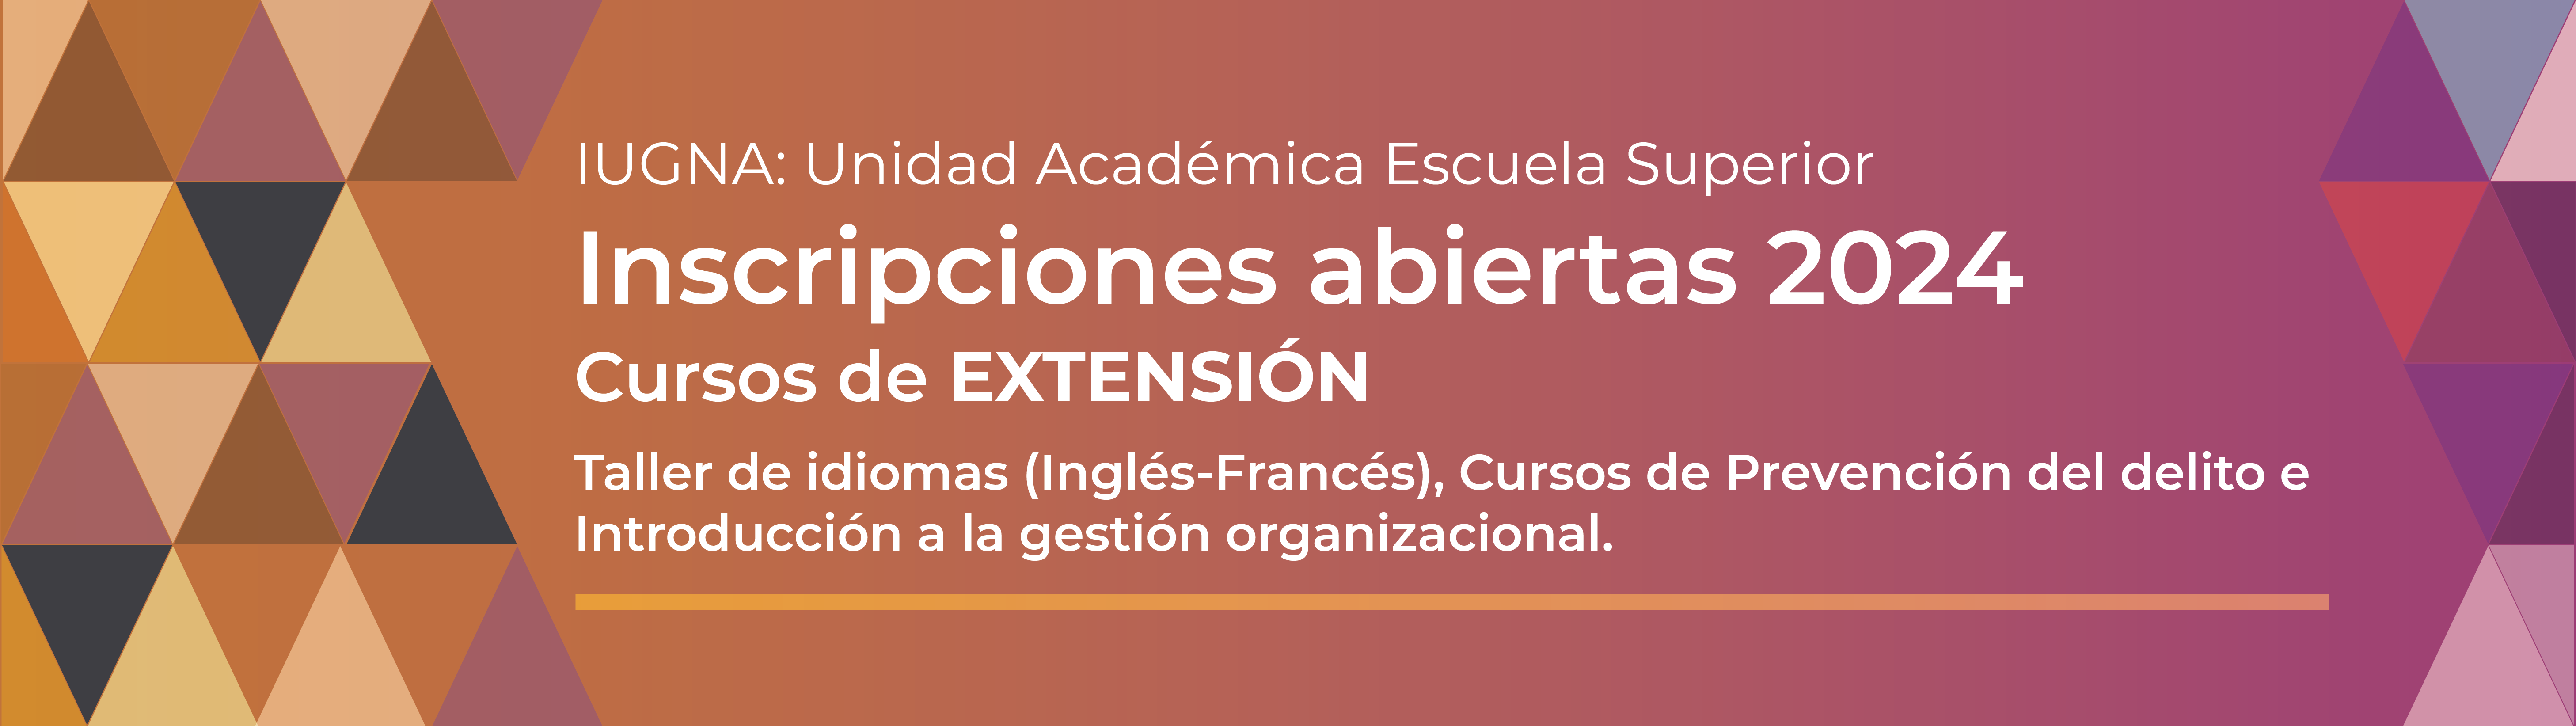 IUGNA: Unidad Académica Escuela Superior
Inscripciones abiertas 2024
Cursos de EXTENSIÓN
Taller de idiomas (Inglés-Francés), Cursos de Prevención del delito e
Introducción a la gestión organizacional.